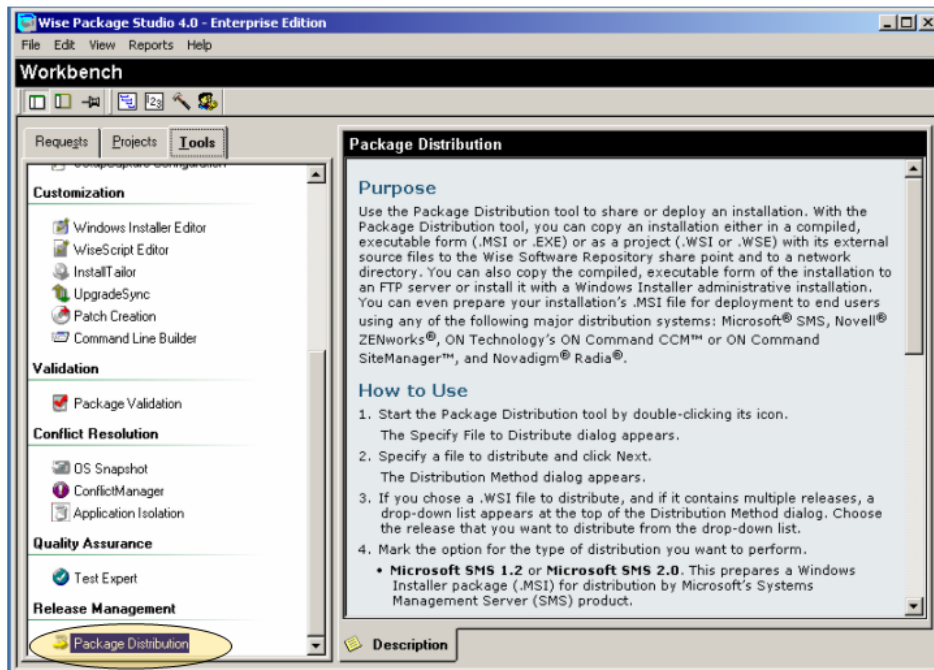 Wise Package Studio 4.0 - Enterprise Edition
File Edit View Reports Help
Workbench
Requests Projects Tools
SetupCapture Configuration
Customization
Windows Installer Editor
WiseScript Editor
InstallTailor
UpgradeSync
Patch Creation
Command Line Builder
Validation
Package Validation
Conflict Resolution
OS Snapshot
ConflictManager
Application Isolation
Quality Assurance
Test Expert
Release Management
Package Distribution
Package Distribution
Purpose
Use the Package Distribution tool to share or deploy an installation. With the
Package Distribution tool, you can copy an installation either in a compiled,
executable form (.MSI or .EXE) or as a project (.WSI or .WSE) with its external
source files to the Wise Software Repository share point and to a network
directory. You can also copy the compiled, executable form of the installation to
an FTP server or install it with a Windows Installer administrative installation.
You can even prepare your installation's .MSI file for deployment to end users
using any of the following major distribution systems: Microsoft® SMS, Novell®
ZENworks®, ON Technology's ON Command CCM™ or ON Command
SiteManager™, and Novadigm® Radia®.
How to Use
1. Start the Package Distribution tool by double-clicking its icon.
The Specify File to Distribute dialog appears.
2. Specify a file to distribute and click Next.
The Distribution Method dialog appears.
3. If you chose a .WSI file to distribute, and if it contains multiple releases, a
drop-down list appears at the top of the Distribution Method dialog. Choose
the release that you want to distribute from the drop-down list.
4. Mark the option for the type of distribution you want to perform.
• Microsoft SMS 1.2 or Microsoft SMS 2.0. This prepares a Windows
Installer package (.MSI) for distribution by Microsoft's Systems
Management Server (SMS) product.
Description